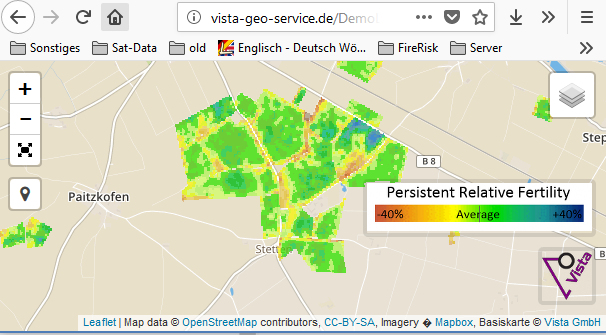 vista-geo-service.de/Demol
Sonstiges Sat-Data old Englisch - Deutsch Wö... FireRisk Server
+
−
Step
B 8
Paitzkofen
Persistent Relative Fertility
-40% Average +40%
Stett
B
Vista
Leaflet | Map data © OpenStreetMap contributors, CC-BY-SA, Imagery � Mapbox, Basiskarte © Vista GmbH